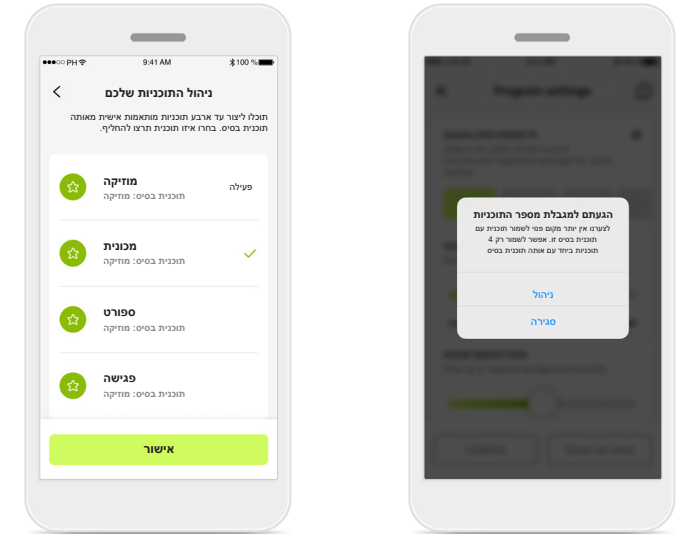 PH
9:41 AM
100 %
ניהול התוכניות שלכם
תוכלו ליצור עד ארבע תוכניות מותאמות אישית מאותה
תוכנית בסיס. בחרו איזו תוכנית תרצו להחליף.
מוזיקה
תוכנית בסיס: מוזיקה
פעילה
מכונית
תוכנית בסיס: מוזיקה
ספורט
תוכנית בסיס: מוזיקה
פגישה
תוכנית בסיס: מוזיקה
אישור
Program settings
הגעתם למגבלת מספר התוכניות
לצערנו אין יותר מקום פנוי לשמור תוכנית עם
תוכנית בסיס זו. אפשר לשמור רק 4
תוכניות ביחד עם אותה תוכנית בסיס
ניהול
סגירה